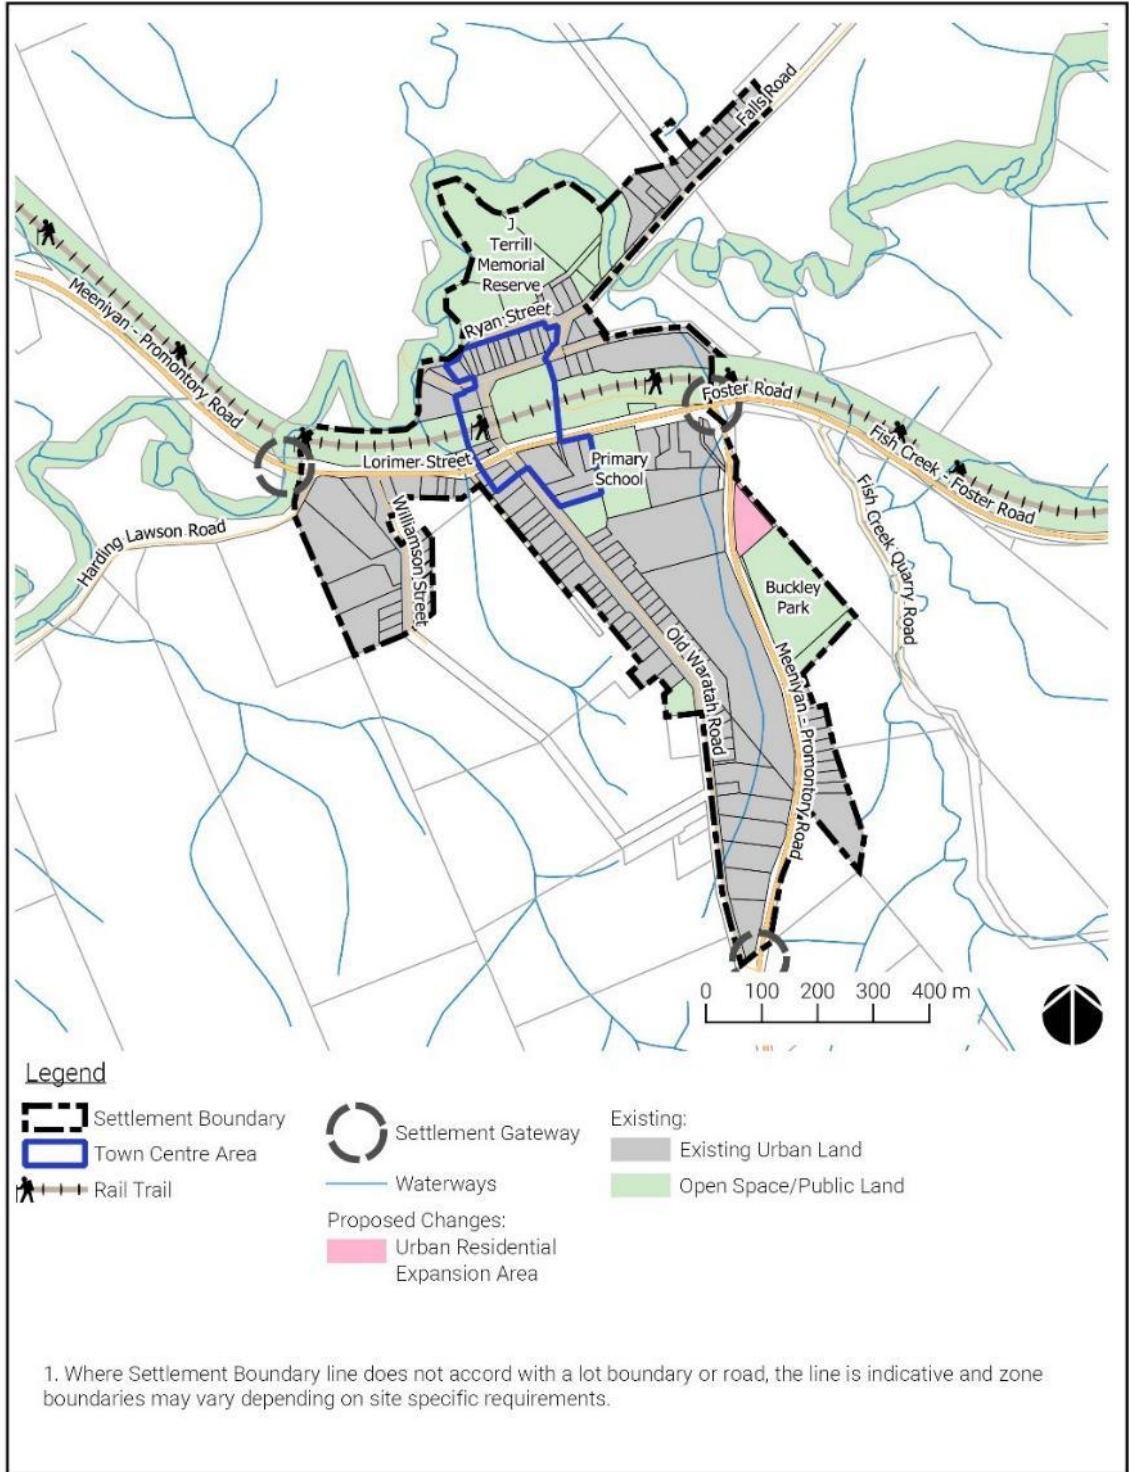 Falls Road
J
Terrill
Memorial
Reserve
Ryan Street
Meeniyan - Promontory Road
Foster Road
Lorimer Street
Primary
School
Fish Creek - Foster Road
Harding Lawson Road
Williamson Street
Fish Creek Quarry Road
Buckley
Park
Old Waratah Road
Meeniyan - Promontory Road
0 100 200 300 400 m
Legend
Settlement Boundary
Town Centre Area
Rail Trail
Settlement Gateway
Waterways
Proposed Changes:
Urban Residential
Expansion Area
Existing:
Existing Urban Land
Open Space/Public Land
1. Where Settlement Boundary line does not accord with a lot boundary or road, the line is indicative and zone
boundaries may vary depending on site specific requirements.